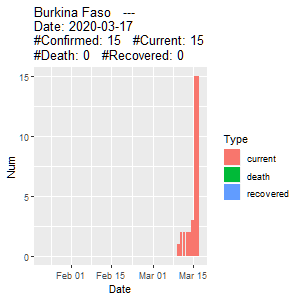 Burkina Faso   ---
Date: 2020-03-17
#Confirmed: 15   #Current: 15
#Death: 0   #Recovered: 0
15
10
5
0
Num
Feb 01
Feb 15
Mar 01
Mar 15
Date
Type
current
death
recovered